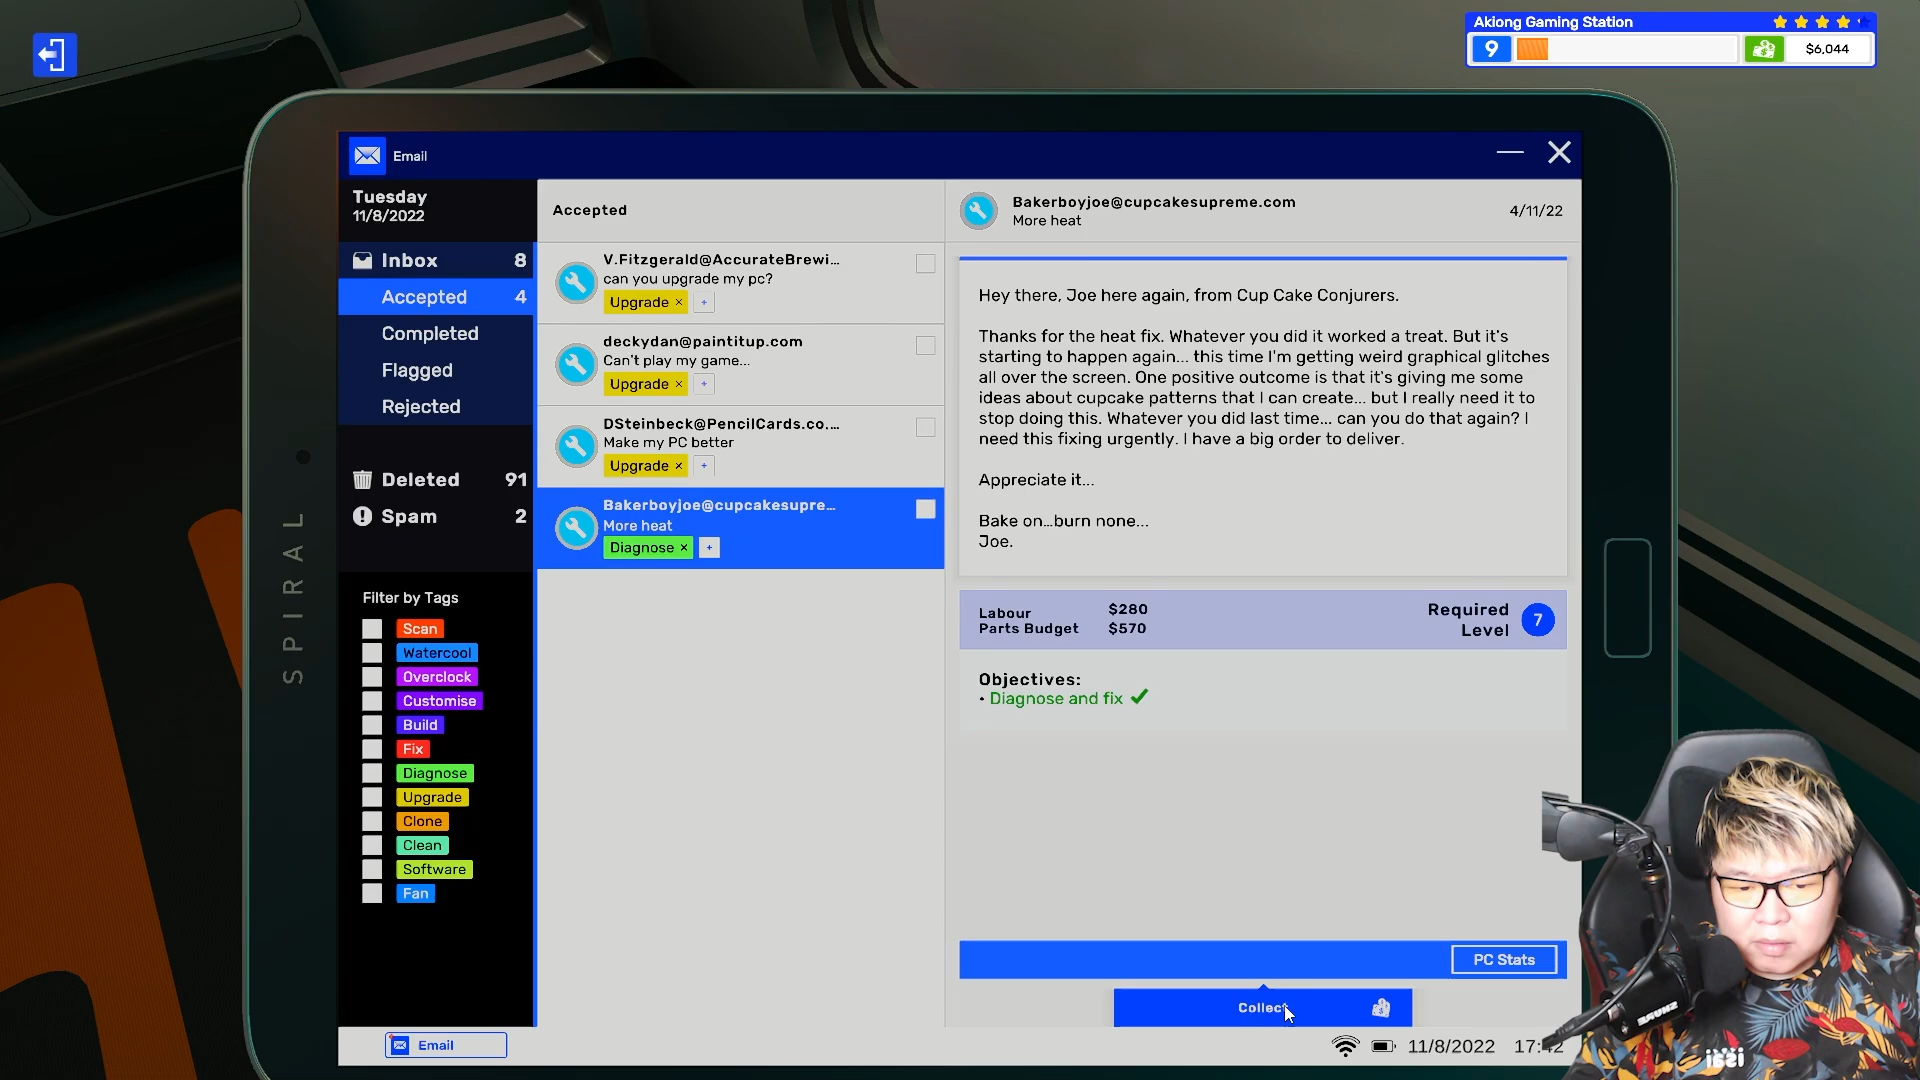 Akiong Gaming Station
9
$6,044
Email
Tuesday
11/8/2022
Inbox 8
Accepted 4
Completed
Flagged
Rejected
Deleted 91
Spam 2
Filter by Tags
Scan
Watercool
Overclock
Customise
Build
Fix
Diagnose
Upgrade
Clone
Clean
Software
Fan
SPIRAL
Accepted
V.Fitzgerald@AccurateBrewi...
can you upgrade my pc?
Upgrade × +
deckydan@paintitup.com
Can't play my game...
Upgrade × +
DSteinbeck@PencilCards.co....
Make my PC better
Upgrade × +
Bakerboyjoe@cupcakesupre...
More heat
Diagnose × +
Bakerboyjoe@cupcakesupreme.com
More heat
4/11/22
Hey there, Joe here again, from Cup Cake Conjurers.
Thanks for the heat fix. Whatever you did it worked a treat. But it's
starting to happen again... this time I'm getting weird graphical glitches
all over the screen. One positive outcome is that it's giving me some
ideas about cupcake patterns that I can create... but I really need it to
stop doing this. Whatever you did last time... can you do that again? I
need this fixing urgently. I have a big order to deliver.
Appreciate it...
Bake on...burn none...
Joe.
Labour $280
Parts Budget $570
Required
Level
7
Objectives:
• Diagnose and fix
PC Stats
Collect
Email
11/8/2022 17:42